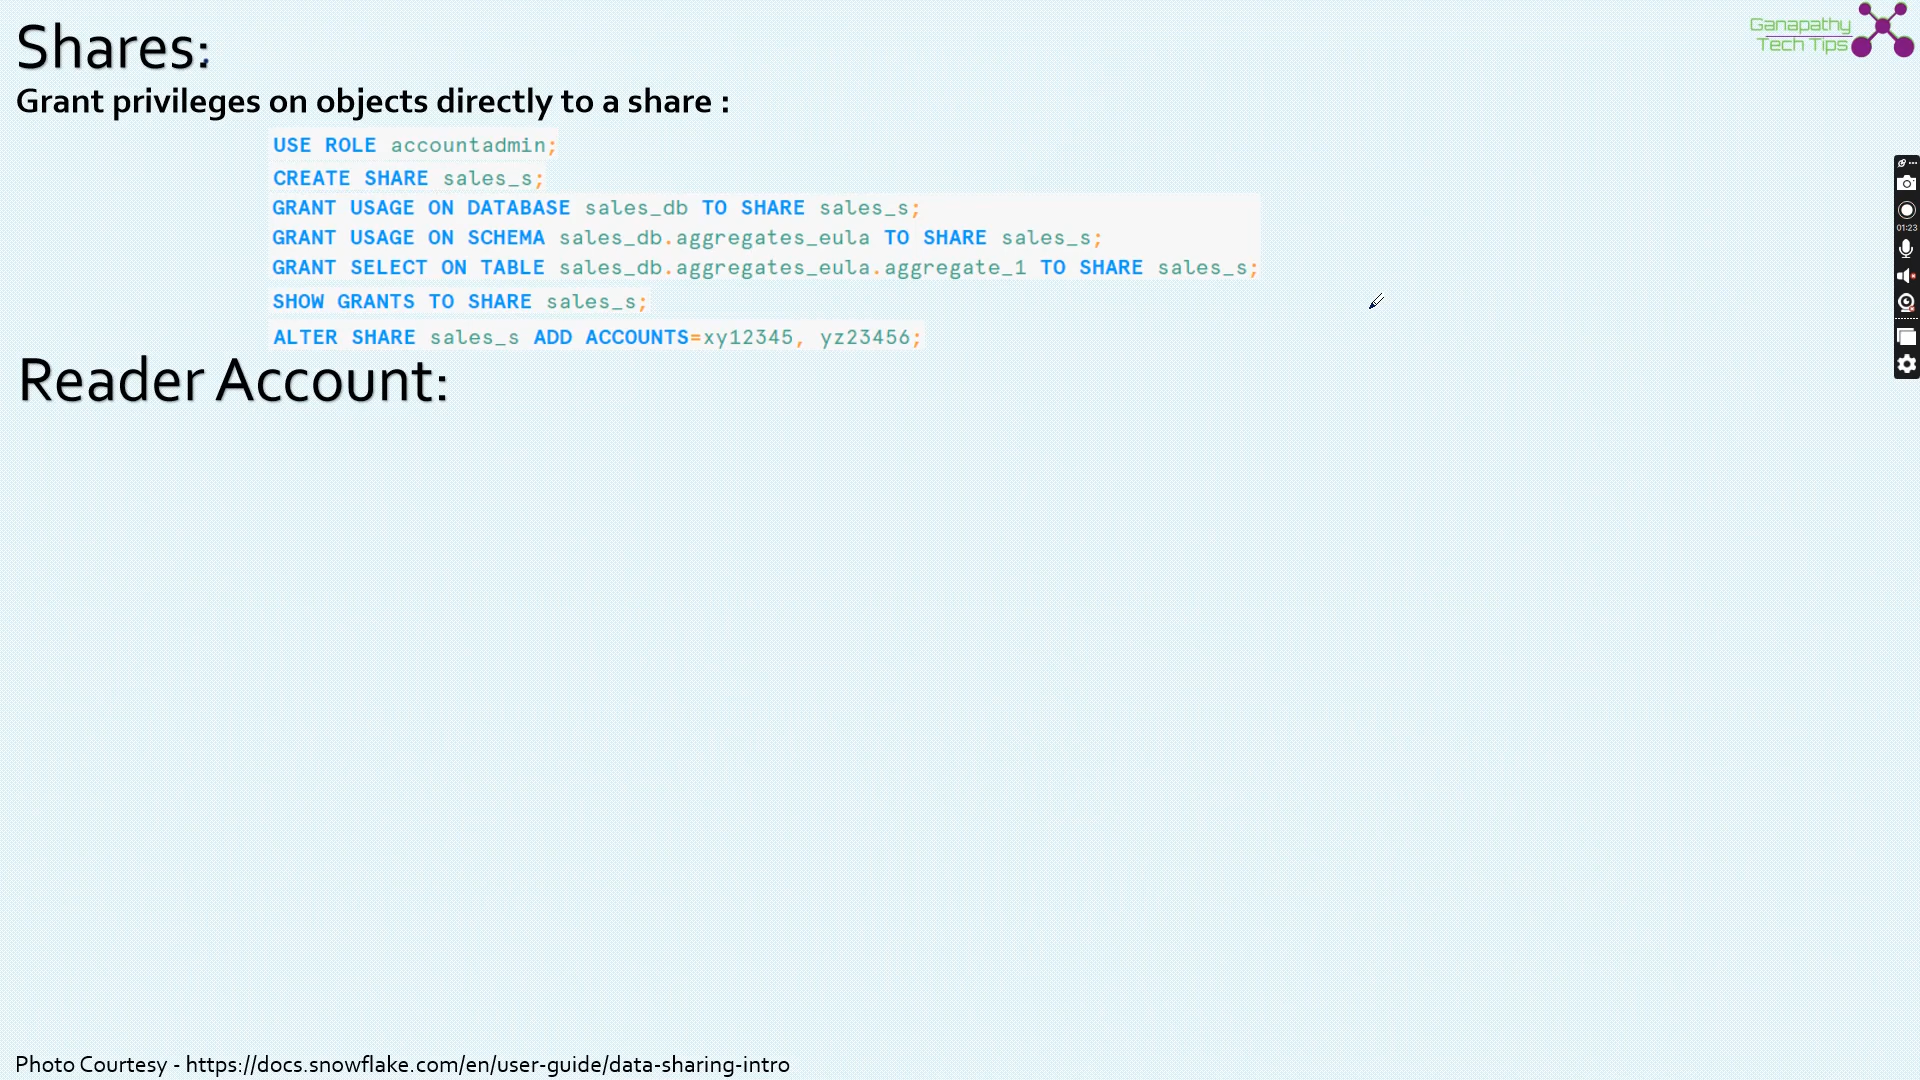 Shares:
Ganapathy
Tech Tips
Grant privileges on objects directly to a share :
USE ROLE accountadmin;
CREATE SHARE sales_s;
GRANT USAGE ON DATABASE sales_db TO SHARE sales_s;
GRANT USAGE ON SCHEMA sales_db.aggregates_eula TO SHARE sales_s;
GRANT SELECT ON TABLE sales_db.aggregates_eula.aggregate_1 TO SHARE sales_s;
SHOW GRANTS TO SHARE sales_s;
ALTER SHARE sales_s ADD ACCOUNTS=xy12345, yz23456;
01:23
Reader Account:
Photo Courtesy - https://docs.snowflake.com/en/user-guide/data-sharing-intro